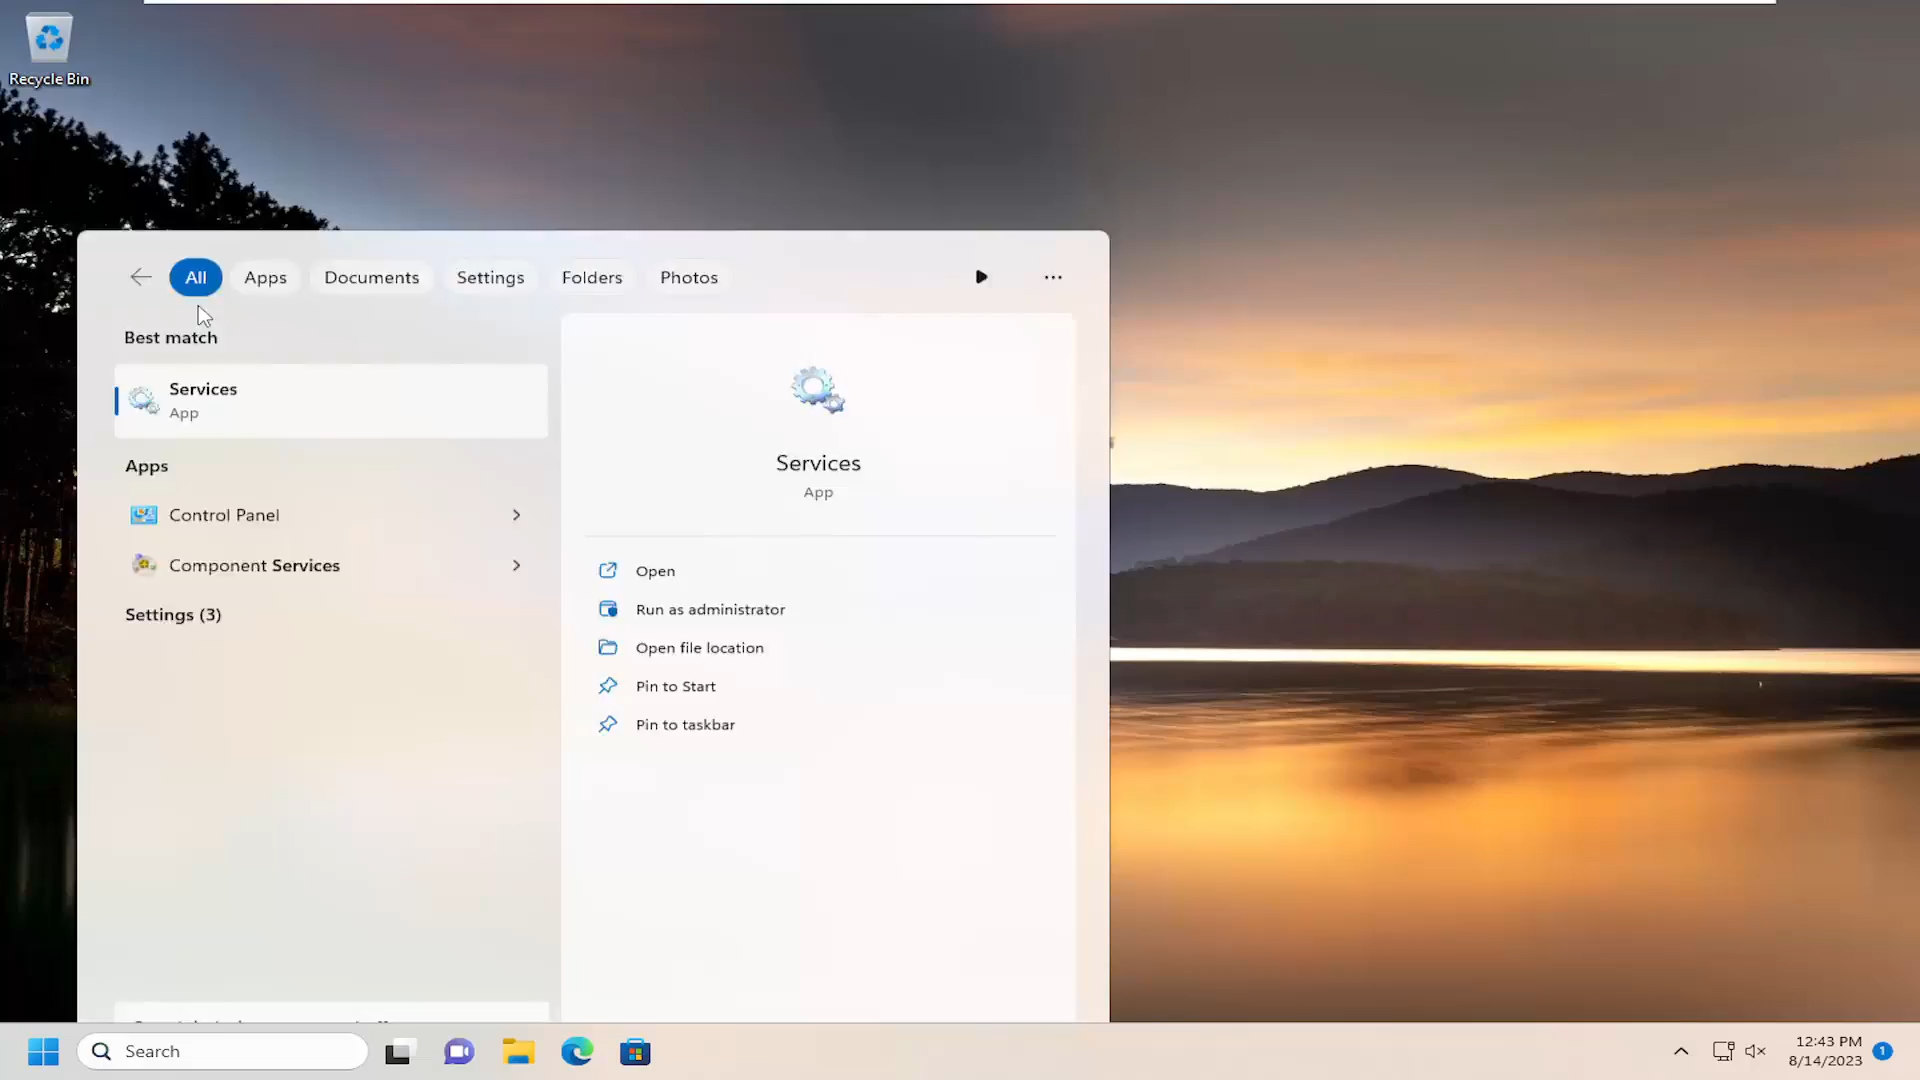 Recycle Bin
All
Apps
Documents
Settings
Folders
Photos
Best match
Services
App
Apps
Control Panel
Component Services
Settings (3)
Services
App
Open
Run as administrator
Open file location
Pin to Start
Pin to taskbar
Search
12:43 PM
8/14/2023
1